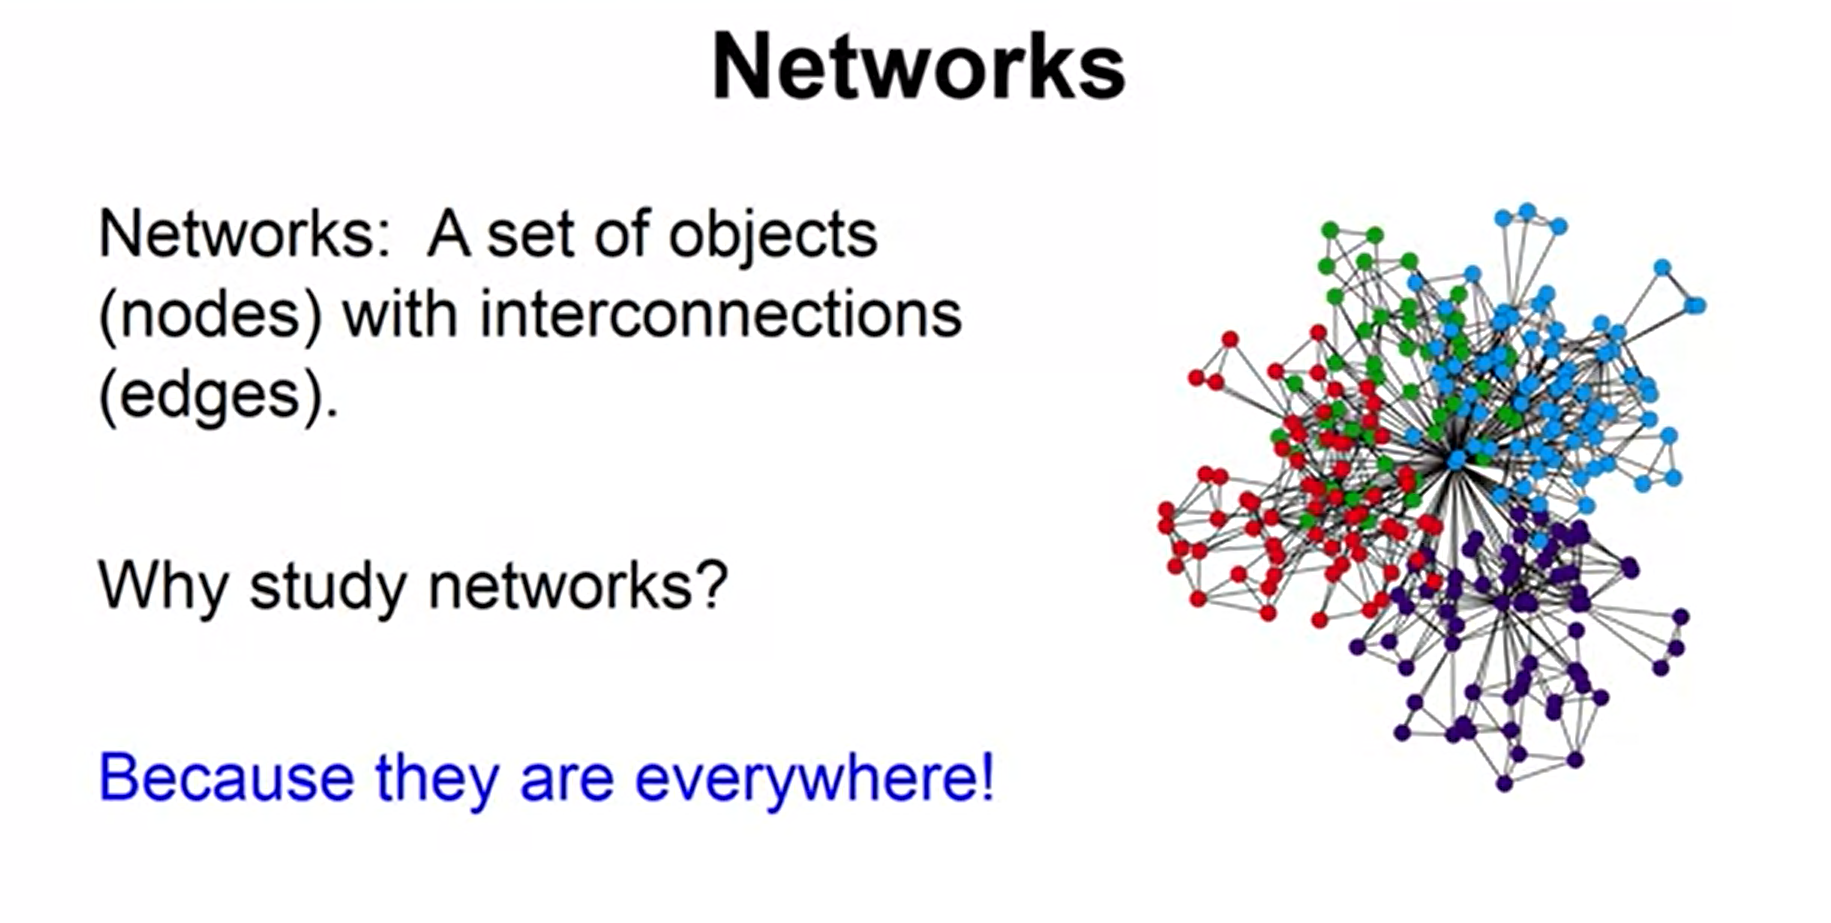 Networks
Networks:  A set of objects
(nodes) with interconnections
(edges).
Why study networks?
Because they are everywhere!